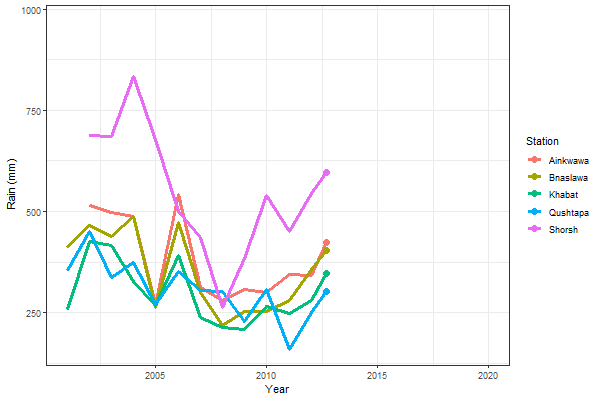 1000
750
500
250
Rain (mm)
2005
2010
2015
2020
Year
Station
Ainkwawa
Bnaslawa
Khabat
Qushtapa
Shorsh